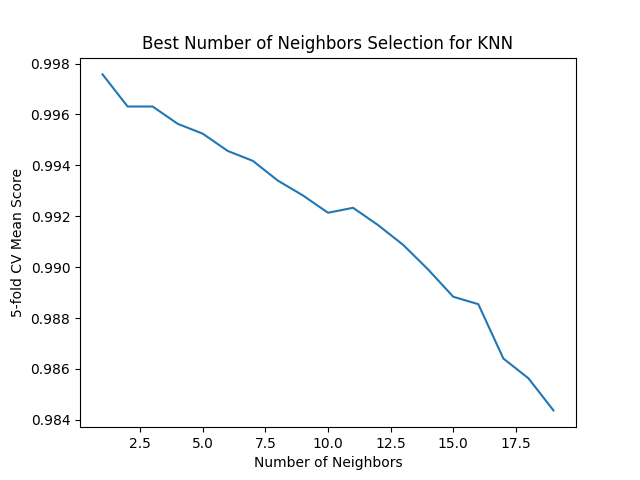 Best Number of Neighbors Selection for KNN
0.998
0.996
0.994
0.992
0.990
0.988
0.986
0.984
5-fold CV Mean Score
2.5 5.0 7.5 10.0 12.5 15.0 17.5
Number of Neighbors